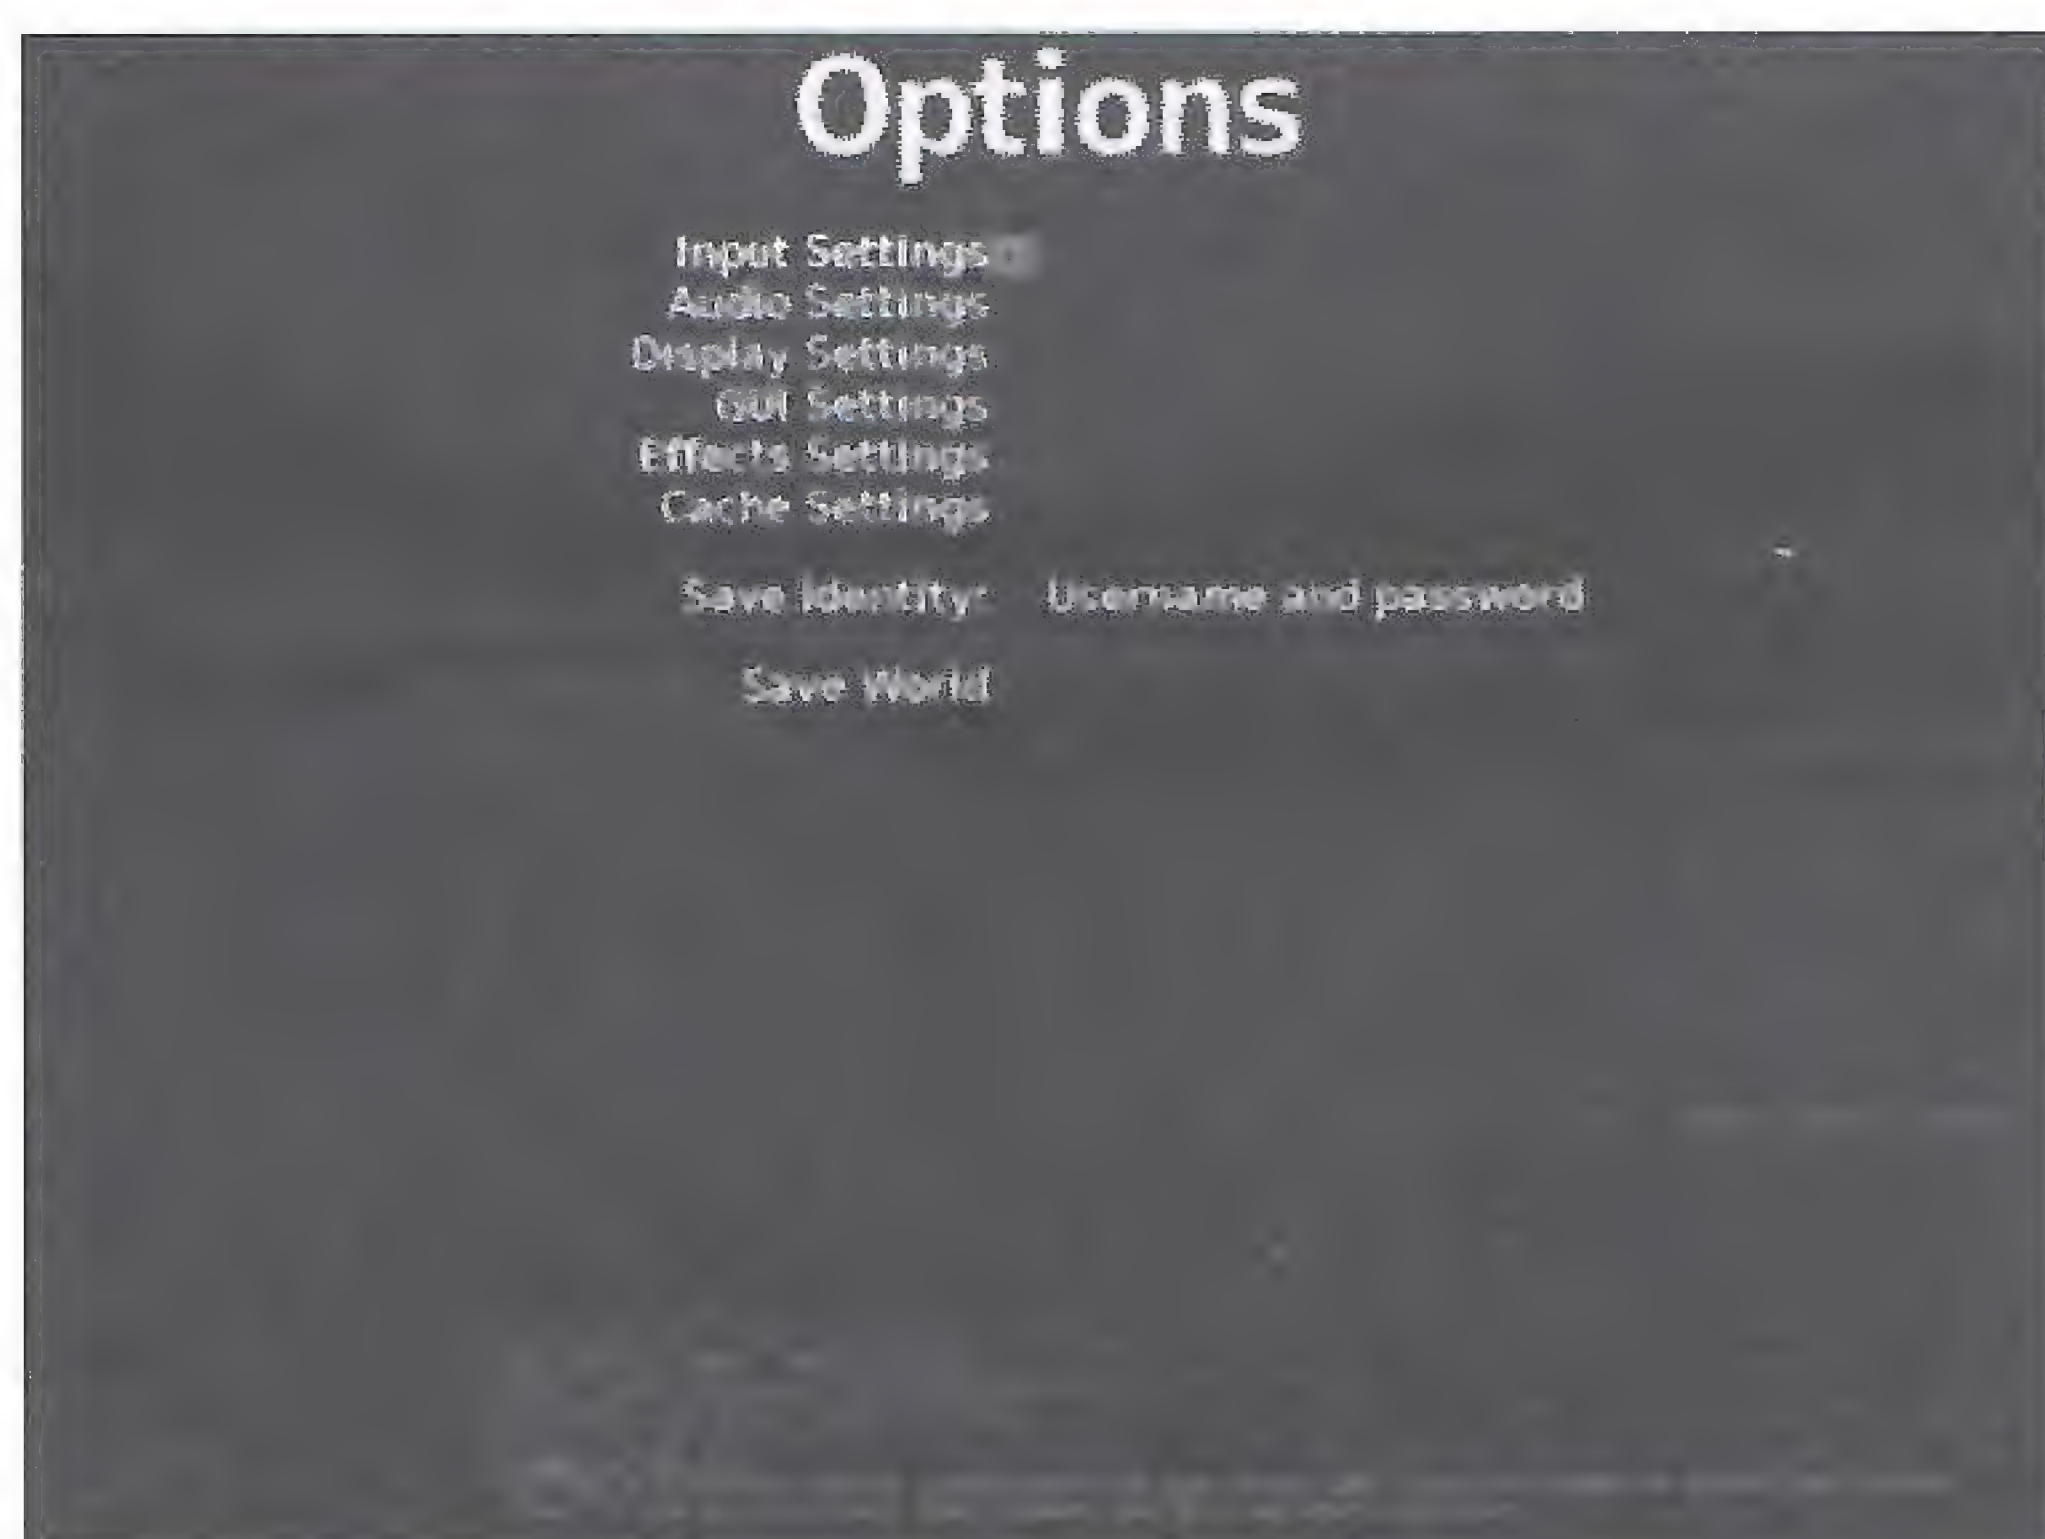 Options
Input Settings
Audio Settings
Display Settings
GUI Settings
Effects Settings
Cache Settings
Save Identity: Username and password
Save World